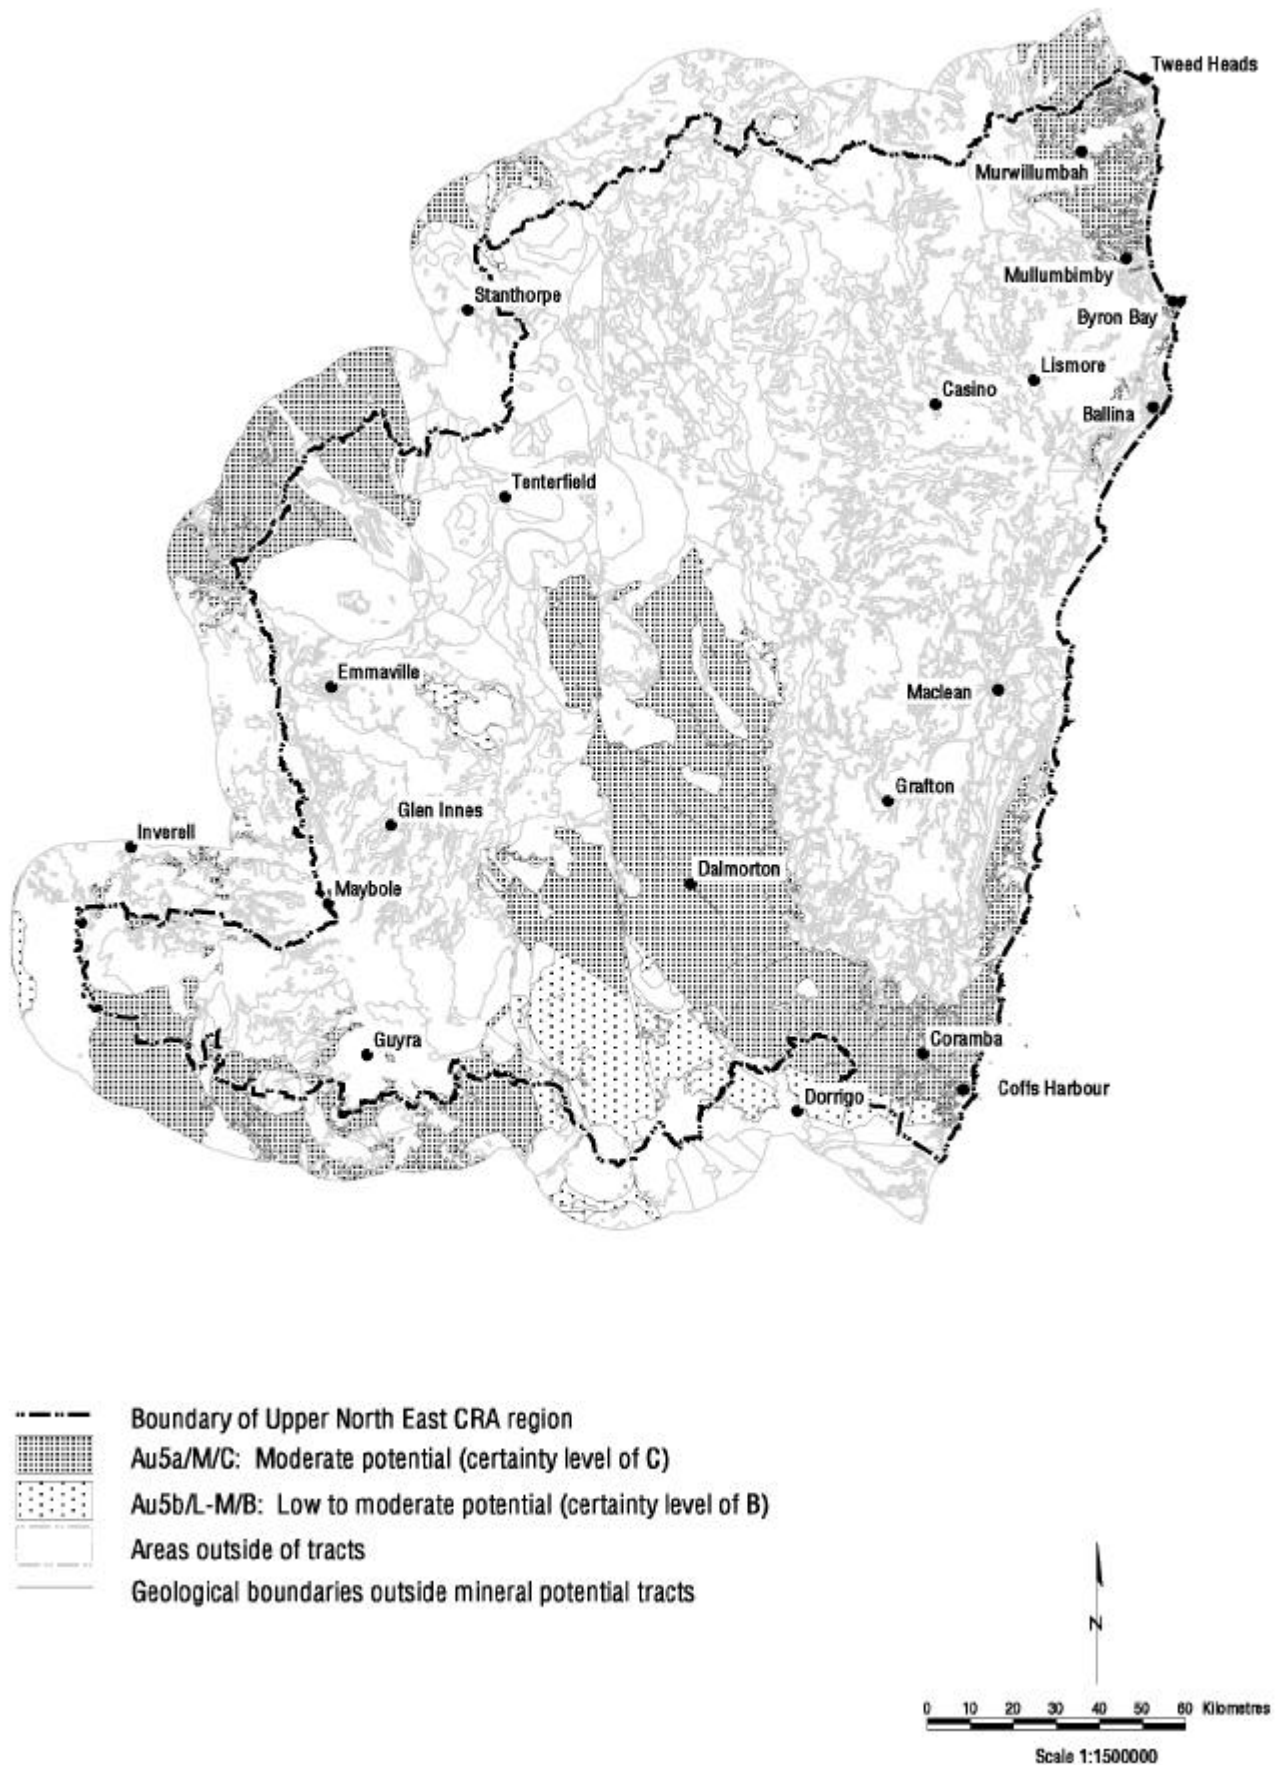 Tweed Heads
Murwillumbah
Mullumbimby
Stanthorpe
Byron Bay
Lismore
Casino
Ballina
Tenterfield
Emmaville
Maclean
Grafton
Glen Innes
Inverell
Dalmorton
Maybole
Guyra
Coramba
Coffs Harbour
Dorrigo
Boundary of Upper North East CRA region
Au5a/M/C: Moderate potential (certainty level of C)
Au5b/L-M/B: Low to moderate potential (certainty level of B)
Areas outside of tracts
Geological boundaries outside mineral potential tracts
N
0 10 20 30 40 50 60 Kilometres
Scale 1:1500000